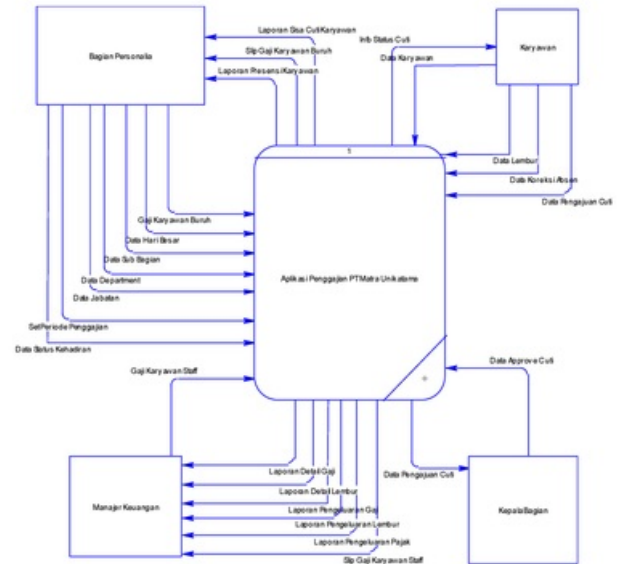 Laporan Sisa Cuti Karyawan
Bagian Personalia
Slip Gaji Karyawan Buruh
Laporan Presensi Karyawan
Info Status Cuti
Karyawan
Data Karyawan
1
Data Lembur
Data Koreksi Absen
Data Pengajuan Cuti
Gaji Karyawan Buruh
Data Hari Besar
Data Sub Bagian
Data Department
Data Jabatan
Set Periode Penggajian
Data Status Kehadiran
Aplikasi Penggajian PT Matra Unikatama
Gaji Karyawan Staff
Data Approve Cuti
Manajer Keuangan
Laporan Detail Gaji
Laporan Detail Lembur
Laporan Pengeluaran Gaji
Laporan Pengeluaran Lembur
Laporan Pengeluaran Pajak
Slip Gaji Karyawan Staff
Data Pengajuan Cuti
Kepala Bagian